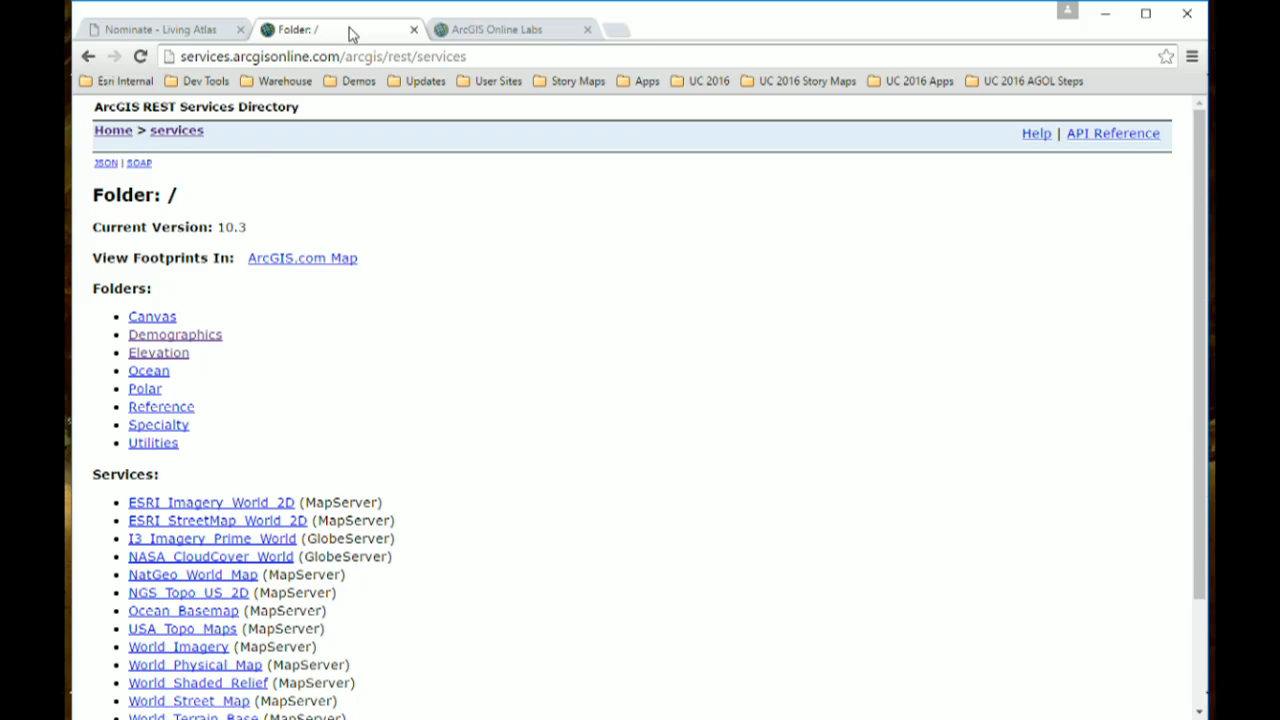 Nominate - Living Atlas
Folder: /
ArcGIS Online Labs
services.arcgisonline.com/arcgis/rest/services
Esri Internal Dev Tools Warehouse Demos Updates User Sites Story Maps Apps UC 2016 UC 2016 Story Maps UC 2016 Apps UC 2016 AGOL Steps
ArcGIS REST Services Directory
Home > services
Help | API Reference
JSON | SOAP
Folder: /
Current Version: 10.3
View Footprints In: ArcGIS.com Map
Folders:
Canvas
Demographics
Elevation
Ocean
Polar
Reference
Specialty
Utilities
Services:
ESRI_Imagery_World_2D (MapServer)
ESRI_StreetMap_World_2D (MapServer)
I3_Imagery_Prime_World (GlobeServer)
NASA_CloudCover_World (GlobeServer)
NatGeo_World_Map (MapServer)
NGS_Topo_US_2D (MapServer)
Ocean_Basemap (MapServer)
USA_Topo_Maps (MapServer)
World_Imagery (MapServer)
World_Physical_Map (MapServer)
World_Shaded_Relief (MapServer)
World_Street_Map (MapServer)
World_Terrain_Base (MapServer)